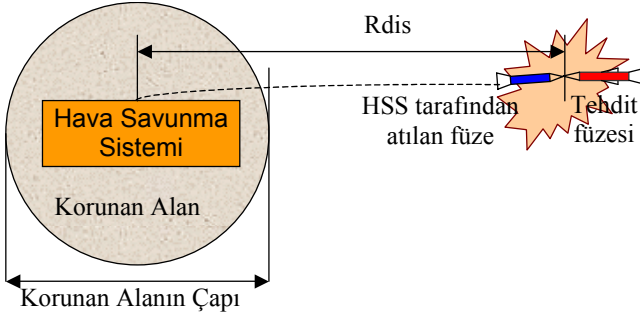 Rdis
HSS tarafından
atılan füze
Tehdit
füzesi
Hava Savunma
Sistemi
Korunan Alan
Korunan Alanın Çapı